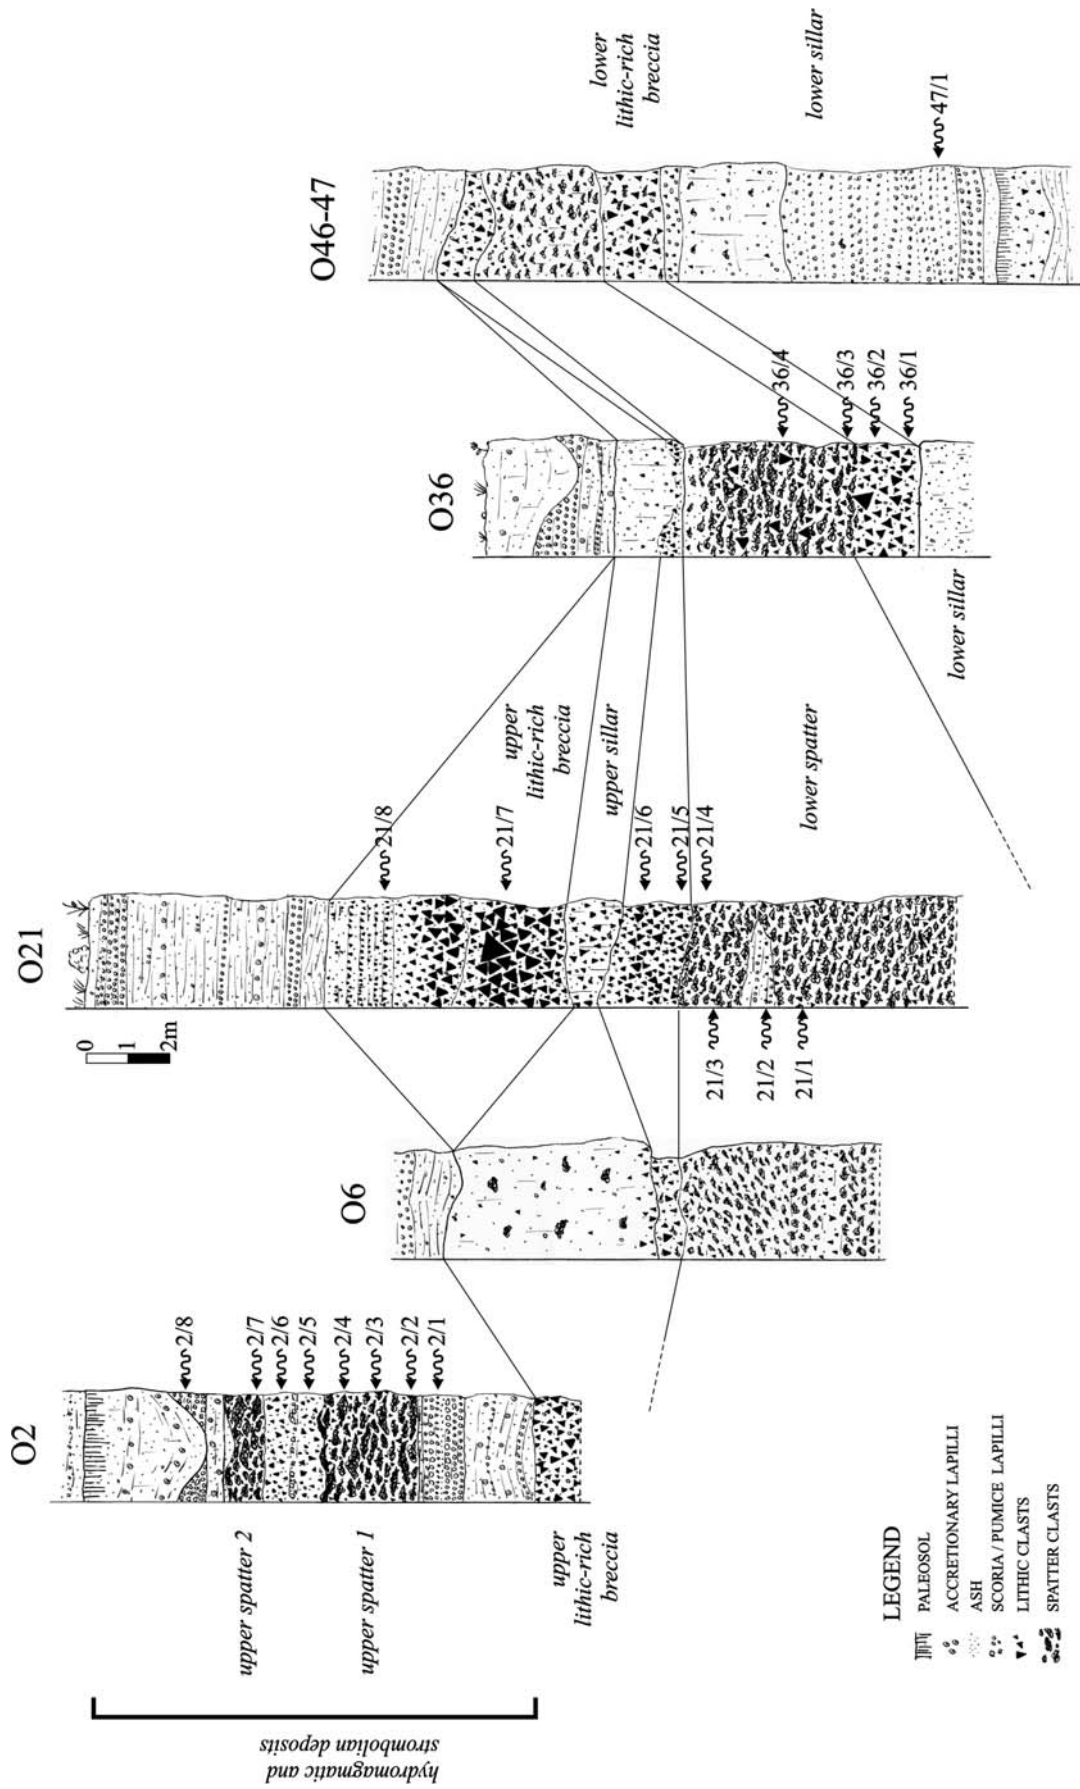 O2
2/8
2/7
2/6
2/5
2/4
2/3
2/2
2/1
upper spatter 2
upper spatter 1
upper
lithic-rich
breccia
hydromagmatic and
strombolian deposits
O6
O21
0 1 2m
21/8
21/7
21/6
21/5
21/4
21/3
21/2
21/1
upper
lithic-rich
breccia
upper sillar
lower spatter
lower sillar
O36
36/4
36/3
36/2
36/1
O46-47
lower
lithic-rich
breccia
lower sillar
47/1
LEGEND
PALEOSOL
ACCRETIONARY LAPILLI
ASH
SCORIA / PUMICE LAPILLI
LITHIC CLASTS
SPATTER CLASTS